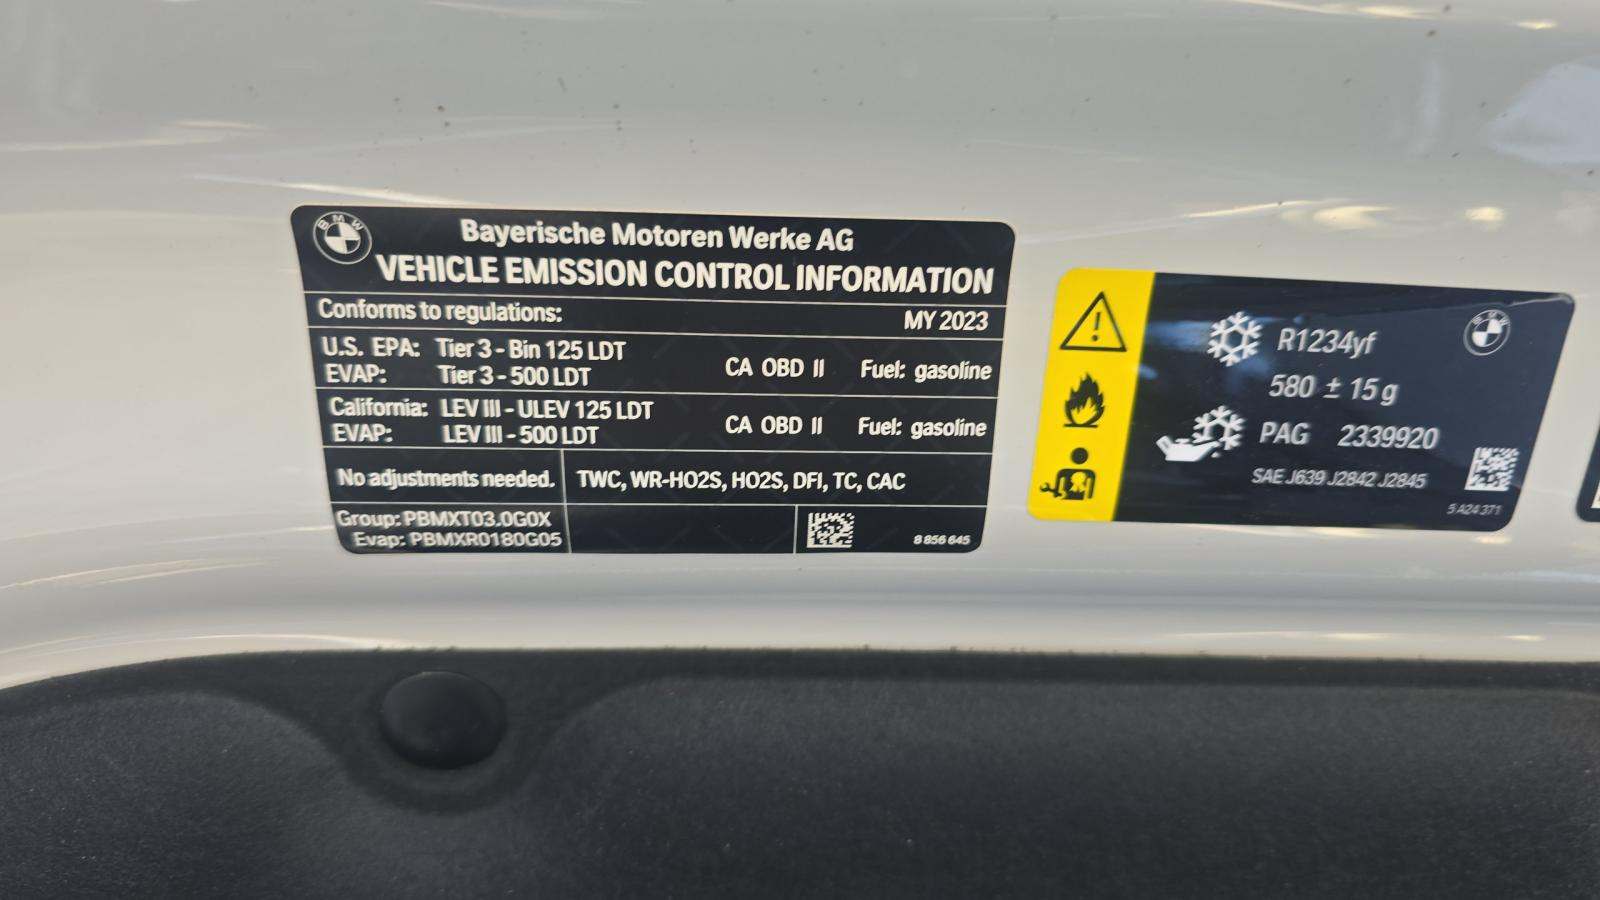 BMW
Bayerische Motoren Werke AG
VEHICLE EMISSION CONTROL INFORMATION
Conforms to regulations: MY 2023
U.S. EPA: Tier 3 - Bin 125 LDT
EVAP: Tier 3 - 500 LDT
CA OBD II Fuel: gasoline
California: LEV III - ULEV 125 LDT
EVAP: LEV III - 500 LDT
CA OBD II Fuel: gasoline
No adjustments needed. TWC, WR-HO2S, HO2S, DFI, TC, CAC
Group: PBMXT03.0G0X
Evap: PBMXR0180G05
8 856 645
R1234yf
580 ± 15 g
PAG 2339920
SAE J639 J2842 J2845
5 A24 371